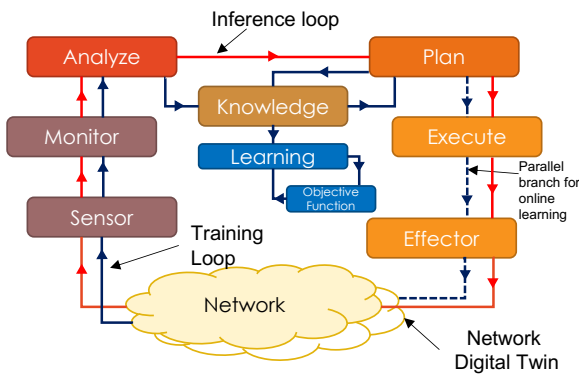 Inference loop
Analyze
Plan
Knowledge
Monitor
Execute
Learning
Parallel
branch for
online
learning
Objective
Function
Sensor
Effector
Training
Loop
Network
Network
Digital Twin